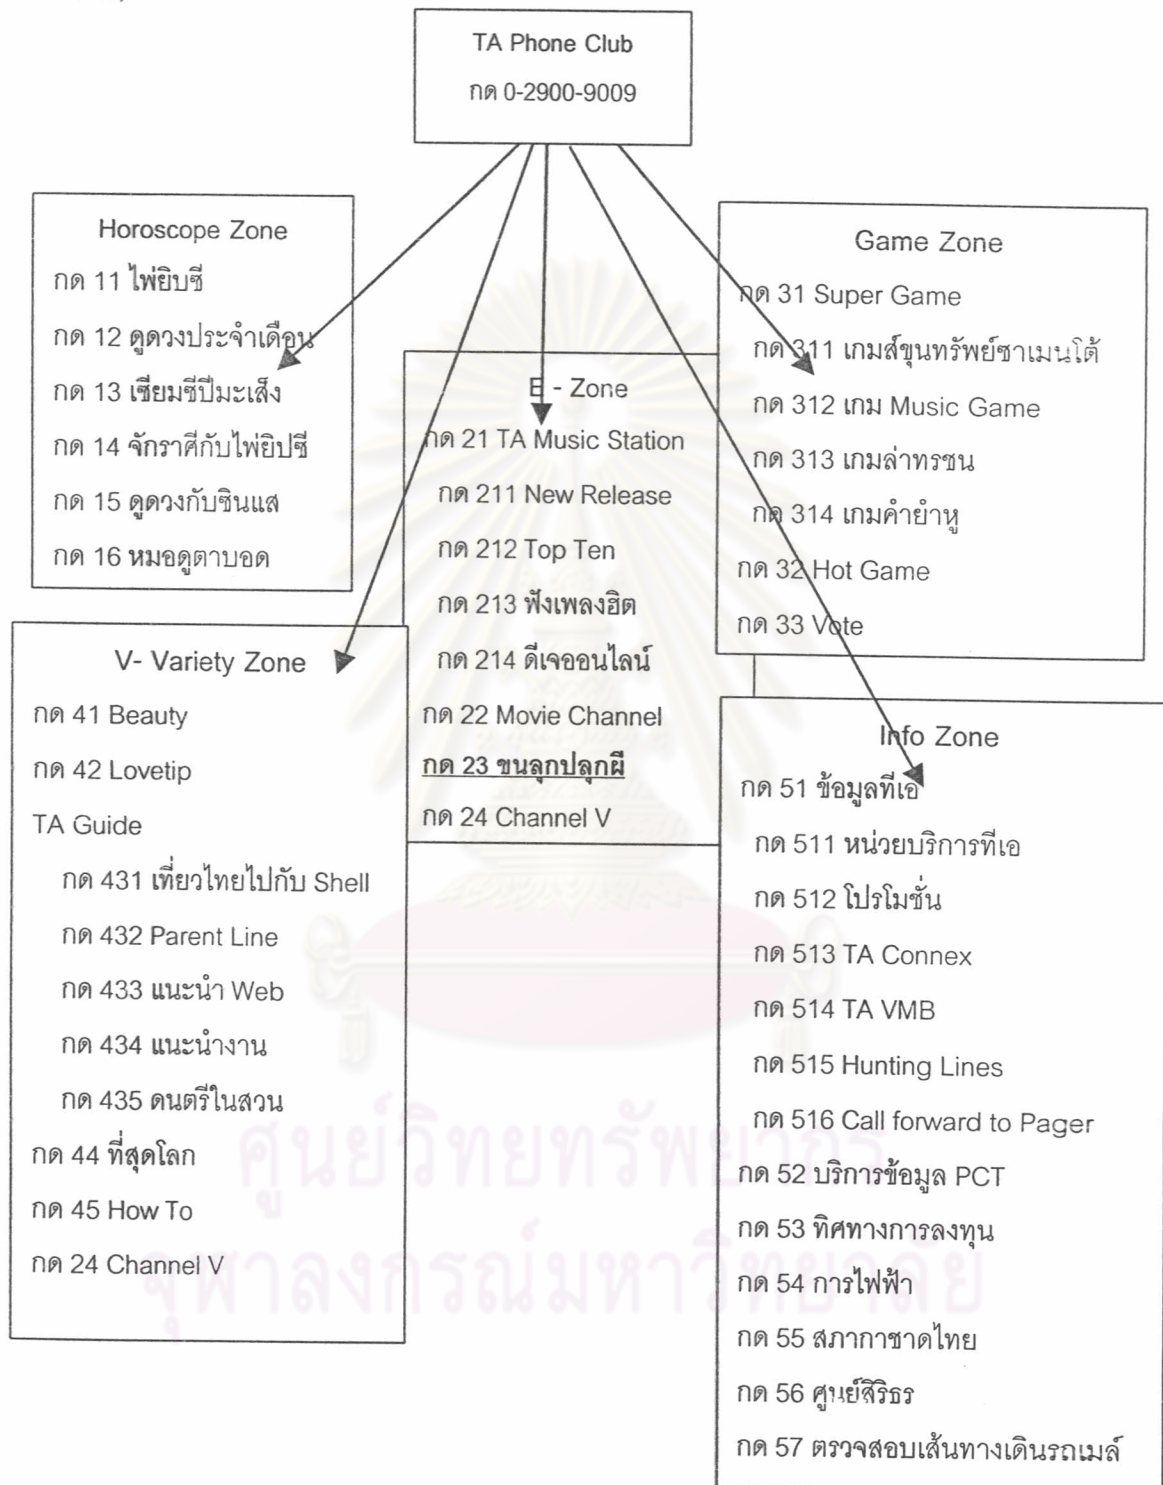 TA Phone Club
กด 0-2900-9009
Horoscope Zone
กด 11 ไพ่ยิบซี
กด 12 ดูดวงประจำเดือน
กด 13 เซียมซีปีมะเส็ง
กด 14 จักราศีกับไพ่ยิปซี
กด 15 ดูดวงกับซินแส
กด 16 หมอดูตาบอด
E - Zone
กด 21 TA Music Station
กด 211 New Release
กด 212 Top Ten
กด 213 ฟังเพลงฮิต
กด 214 ดีเจออนไลน์
กด 22 Movie Channel
กด 23 ขนลุกปลุกผี
กด 24 Channel V
Game Zone
กด 31 Super Game
กด 311 เกมส์ขุนทรัพย์ซาเมนโต้
กด 312 เกม Music Game
กด 313 เกมล่าทรชน
กด 314 เกมคำยำหู
กด 32 Hot Game
กด 33 Vote
V- Variety Zone
กด 41 Beauty
กด 42 Lovetip
TA Guide
กด 431 เที่ยวไทยไปกับ Shell
กด 432 Parent Line
กด 433 แนะนำ Web
กด 434 แนะนำงาน
กด 435 ดนตรีในสวน
กด 44 ที่สุดโลก
กด 45 How To
กด 24 Channel V
Info Zone
กด 51 ข้อมูลทีเอ
กด 511 หน่วยบริการทีเอ
กด 512 โปรโมชั่น
กด 513 TA Connex
กด 514 TA VMB
กด 515 Hunting Lines
กด 516 Call forward to Pager
กด 52 บริการข้อมูล PCT
กด 53 ทิศทางการลงทุน
กด 54 การไฟฟ้า
กด 55 สภากาชาดไทย
กด 56 ศูนย์สิริธร
กด 57 ตรวจสอบเส้นทางเดินรถเมล์
ศูนย์วิทยทรัพยากร
จุฬาลงกรณ์มหาวิทยาลัย